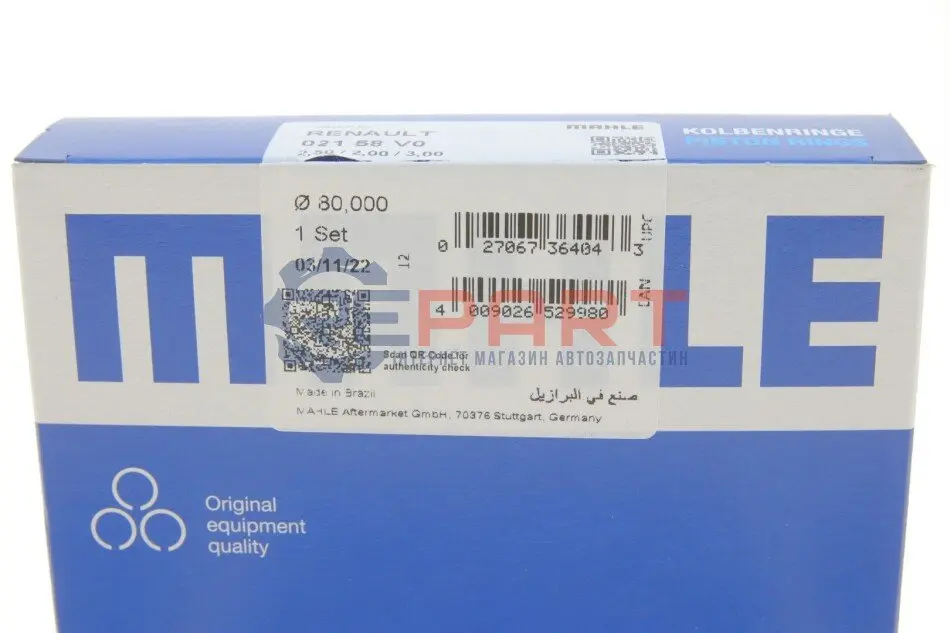 RENAULT
021 58 V0
2,50 / 2,00 / 3,00
MAHLE
KOLBENRINGE
PISTON RINGS
Ø 80,000
1 Set
03/11/22
12
0 27067 36404 3
UPC
4 009026 529980
EAN
MAHLE
EPART
ІНТЕРНЕТ МАГАЗИН АВТОЗАПЧАСТИН
Scan QR-Code for
authenticity check
Made in Brazil
صنع في البرازيل
MAHLE Aftermarket GmbH, 70376 Stuttgart, Germany
Original
equipment
quality